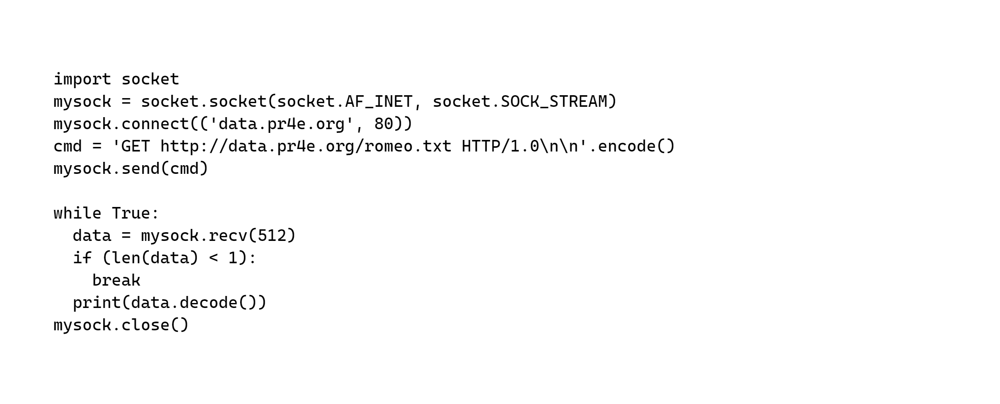 import socket
mysock = socket.socket(socket.AF_INET, socket.SOCK_STREAM)
mysock.connect(('data.pr4e.org', 80))
cmd = 'GET http://data.pr4e.org/romeo.txt HTTP/1.0\n\n'.encode()
mysock.send(cmd)

while True:
  data = mysock.recv(512)
  if (len(data) < 1):
    break
  print(data.decode())
mysock.close()